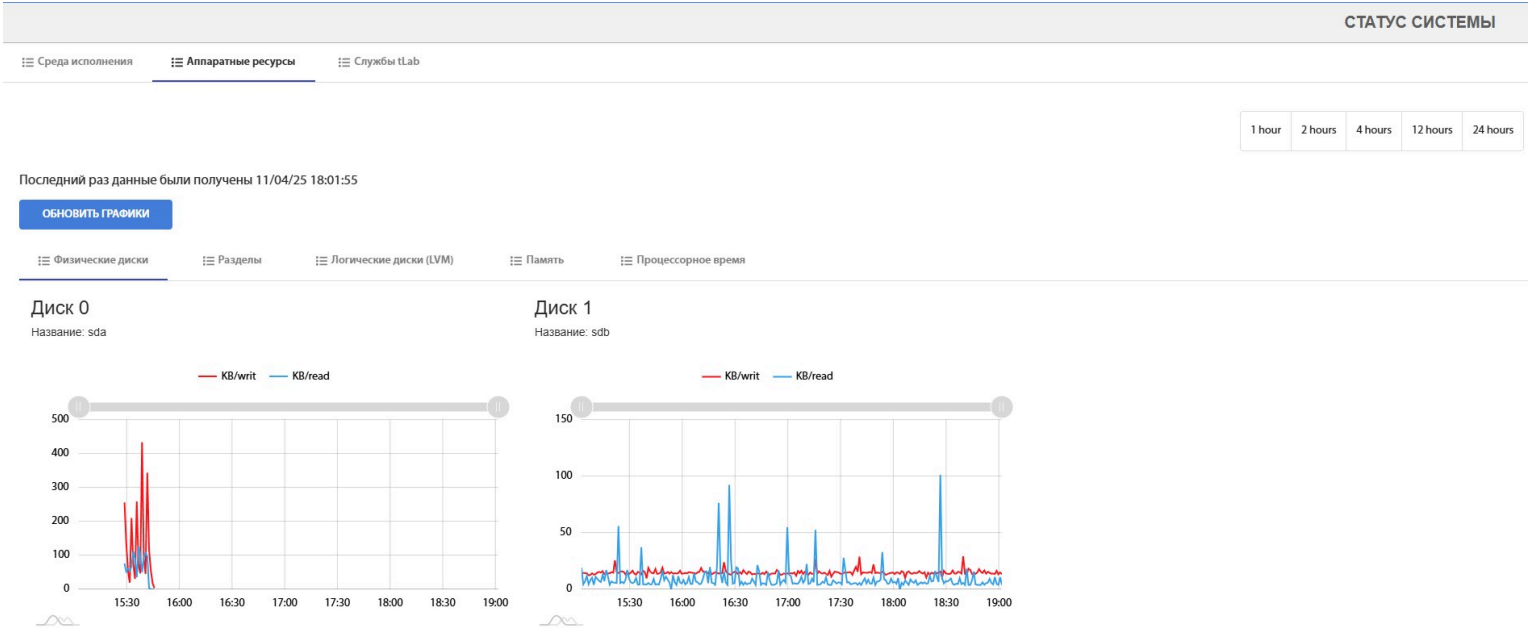 СТАТУС СИСТЕМЫ
Среда исполнения Аппаратные ресурсы Службы tLab
1 hour 2 hours 4 hours 12 hours 24 hours
Последний раз данные были получены 11/04/25 18:01:55
ОБНОВИТЬ ГРАФИКИ
Физические диски Разделы Логические диски (LVM) Память Процессорное время
Диск 0
Название: sda
KB/writ KB/read
500
400
300
200
100
0
15:30 16:00 16:30 17:00 17:30 18:00 18:30 19:00
Диск 1
Название: sdb
KB/writ KB/read
150
100
50
0
15:30 16:00 16:30 17:00 17:30 18:00 18:30 19:00